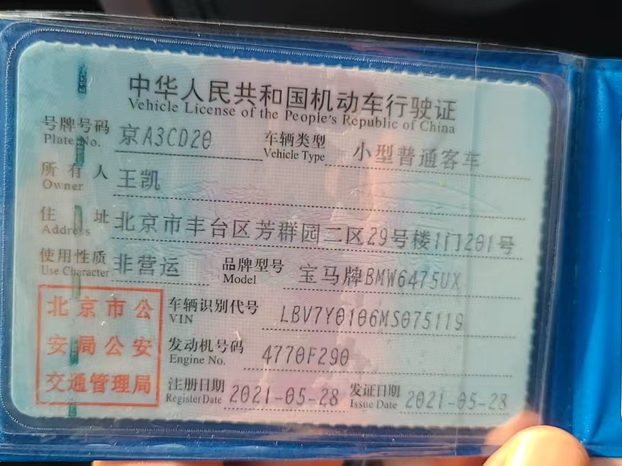 中华人民共和国机动车行驶证
Vehicle License of the People's Republic of China
号牌号码 京A3CD20 车辆类型 小型普通客车
Plate No. Vehicle Type
所有人 王凯
Owner
住址 北京市丰台区芳群园二区29号楼1门201号
Address
使用性质 非营运 品牌型号 宝马牌BMW6475UX
Use Character Model
北京市公 车辆识别代号 LBV7Y0106MS075119
VIN
安局公安 发动机号码 4770F290
Engine No.
交通管理局 注册日期 2021-05-28 发证日期 2021-05-28
Register Date Issue Date